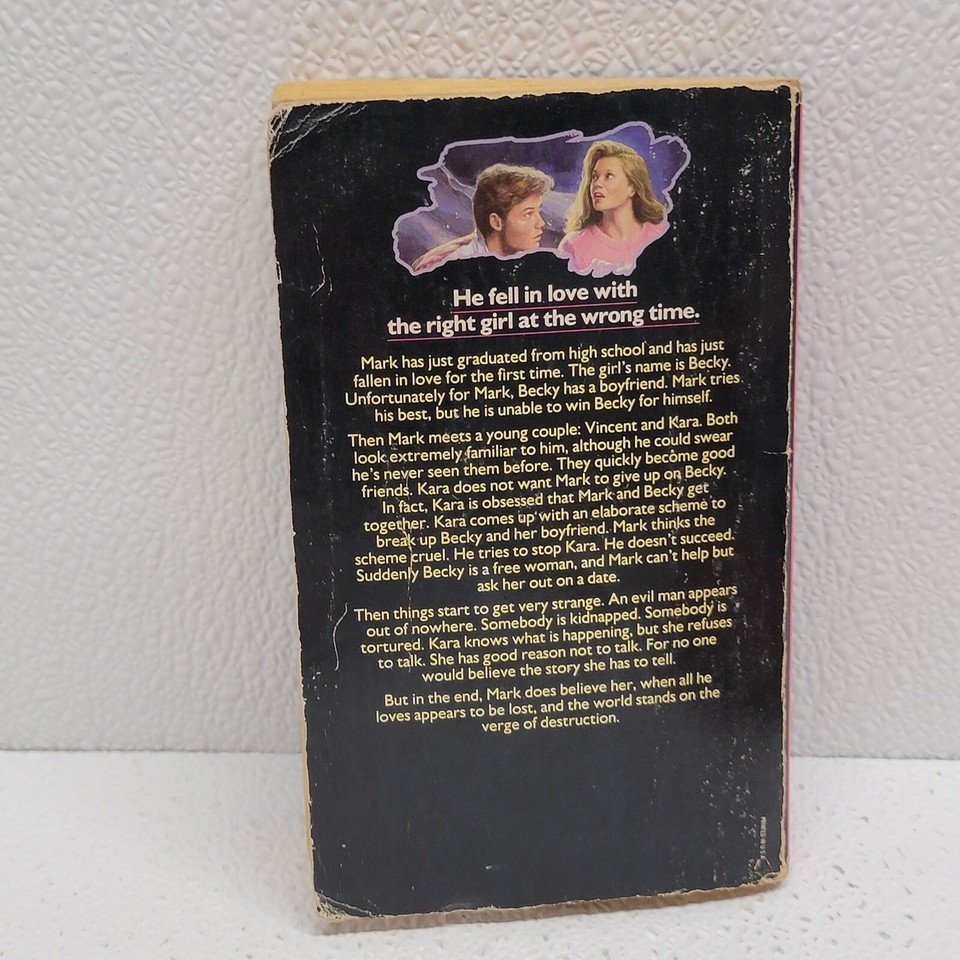 He fell in love with
the right girl at the wrong time.
Mark has just graduated from high school and has just
fallen in love for the first time. The girl's name is Becky.
Unfortunately for Mark, Becky has a boyfriend. Mark tries
his best, but he is unable to win Becky for himself.
Then Mark meets a young couple: Vincent and Kara. Both
look extremely familiar to him, although he could swear
he's never seen them before. They quickly become good
friends. Kara does not want Mark to give up on Becky.
In fact, Kara is obsessed that Mark and Becky get
together. Kara comes up with an elaborate scheme to
break up Becky and her boyfriend. Mark thinks the
scheme cruel. He tries to stop Kara. He doesn't succeed.
Suddenly Becky is a free woman, and Mark can't help but
ask her out on a date.
Then things start to get very strange. An evil man appears
out of nowhere. Somebody is kidnapped. Somebody is
tortured. Kara knows what is happening, but she refuses
to talk. She has good reason not to talk. For no one
would believe the story she has to tell.
But in the end, Mark does believe her, when all he
loves appears to be lost, and the world stands on the
verge of destruction.